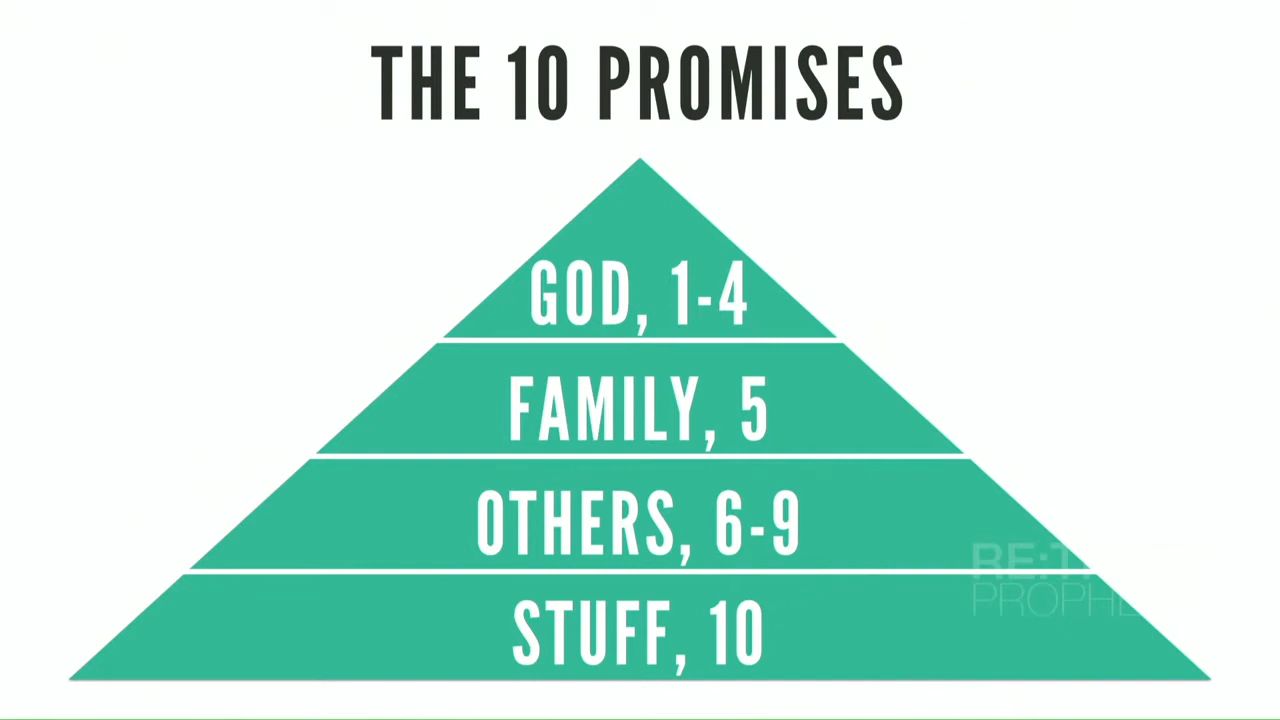 THE 10 PROMISES
GOD, 1-4
FAMILY, 5
OTHERS, 6-9
STUFF, 10